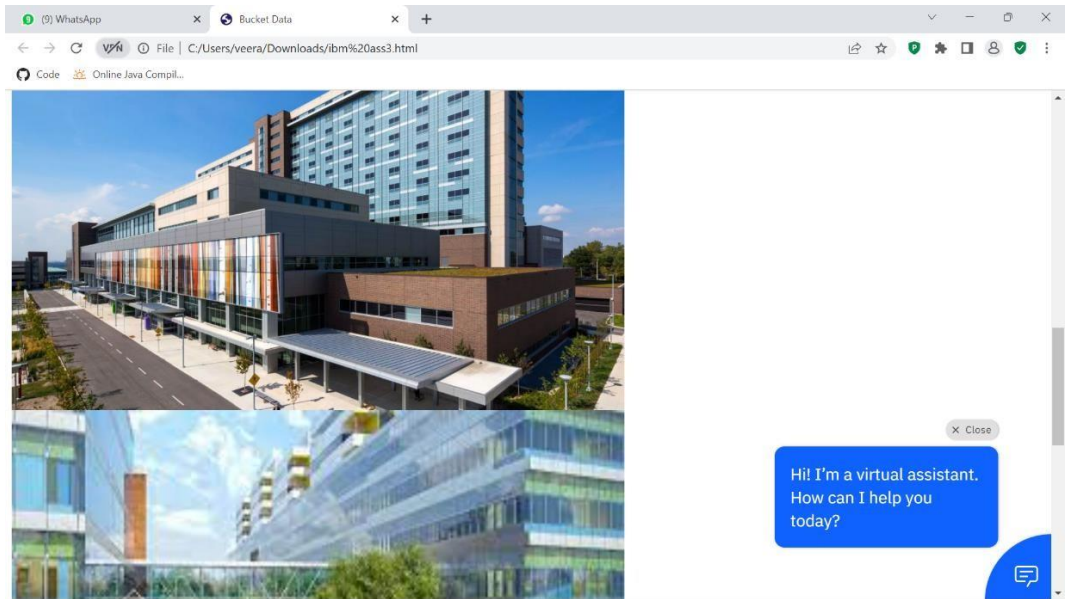 (9) WhatsApp
Bucket Data
VPN
File | C:/Users/veera/Downloads/ibm%20ass3.html
Code
Online Java Compil...
Close
Hi! I'm a virtual assistant.
How can I help you
today?